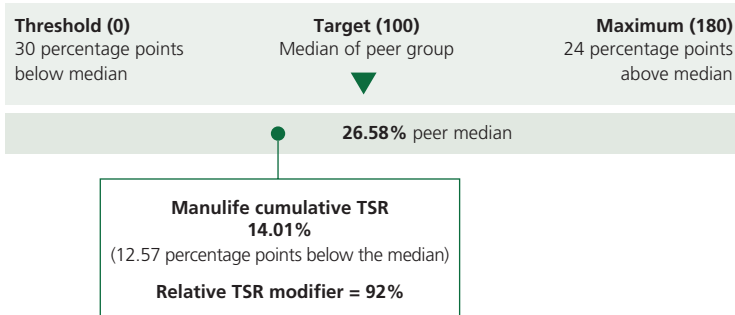 Threshold (0)
30 percentage points
below median
Target (100)
Median of peer group
Maximum (180)
24 percentage points
above median
26.58% peer median
Manulife cumulative TSR
14.01%
(12.57 percentage points below the median)
Relative TSR modifier = 92%